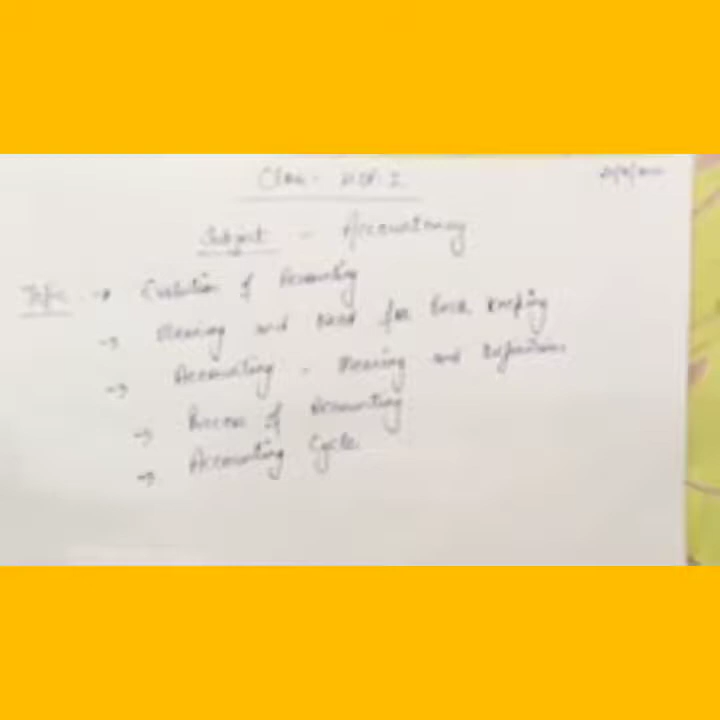 Class -
Subject - Accountancy
Topic → Evolution of Accounting
→ Meaning and Need for Book Keeping
→ Accounting - Meaning and Definitions
→ Process of Accounting
→ Accounting Cycle